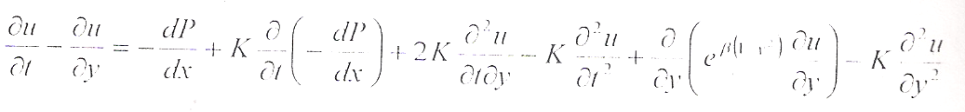 ∂u/∂t − ∂u/∂y = − dP/dx + K ∂/∂t (− dP/dx) + 2K ∂²u/∂t∂y − K ∂²u/∂t² + ∂/∂y (e^β(1 ∂u/∂y) − K ∂²u/∂y²